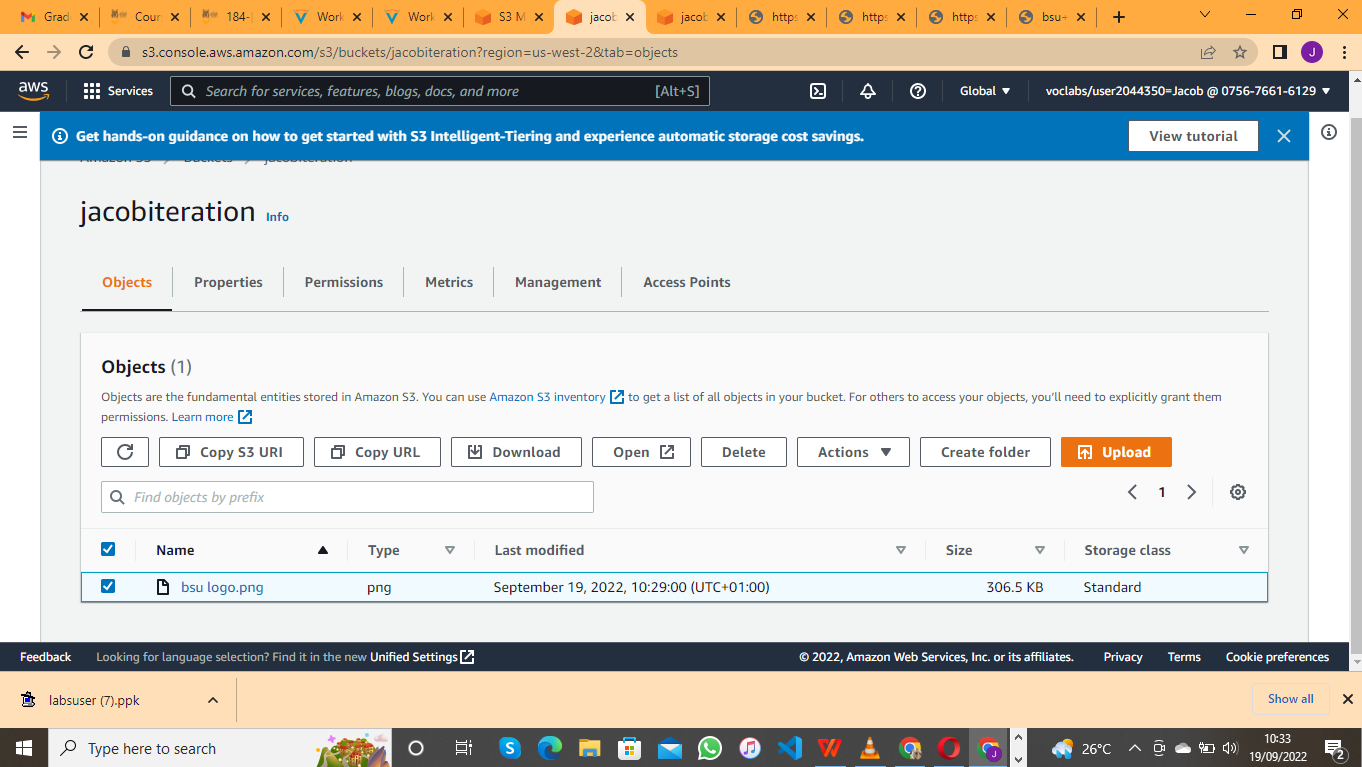 Grad
Cour
184-
Work
Work
S3 M
jacob
jacob
https
https
https
bsu+
s3.console.aws.amazon.com/s3/buckets/jacobiteration?region=us-west-2&tab=objects
J
aws
Services
Search for services, features, blogs, docs, and more
[Alt+S]
Global
voclabs/user2044350=Jacob @ 0756-7661-6129
Get hands-on guidance on how to get started with S3 Intelligent-Tiering and experience automatic storage cost savings.
View tutorial
Amazon S3 > Buckets > jacobiteration
jacobiteration Info
Objects
Properties
Permissions
Metrics
Management
Access Points
Objects (1)
Objects are the fundamental entities stored in Amazon S3. You can use Amazon S3 inventory to get a list of all objects in your bucket. For others to access your objects, you'll need to explicitly grant them
permissions. Learn more
Copy S3 URI
Copy URL
Download
Open
Delete
Actions
Create folder
Upload
Find objects by prefix
1
Name
Type
Last modified
Size
Storage class
bsu logo.png
png
September 19, 2022, 10:29:00 (UTC+01:00)
306.5 KB
Standard
Feedback
Looking for language selection? Find it in the new Unified Settings
© 2022, Amazon Web Services, Inc. or its affiliates.
Privacy
Terms
Cookie preferences
labsuser (7).ppk
Show all
Type here to search
26°C
10:33
19/09/2022
2